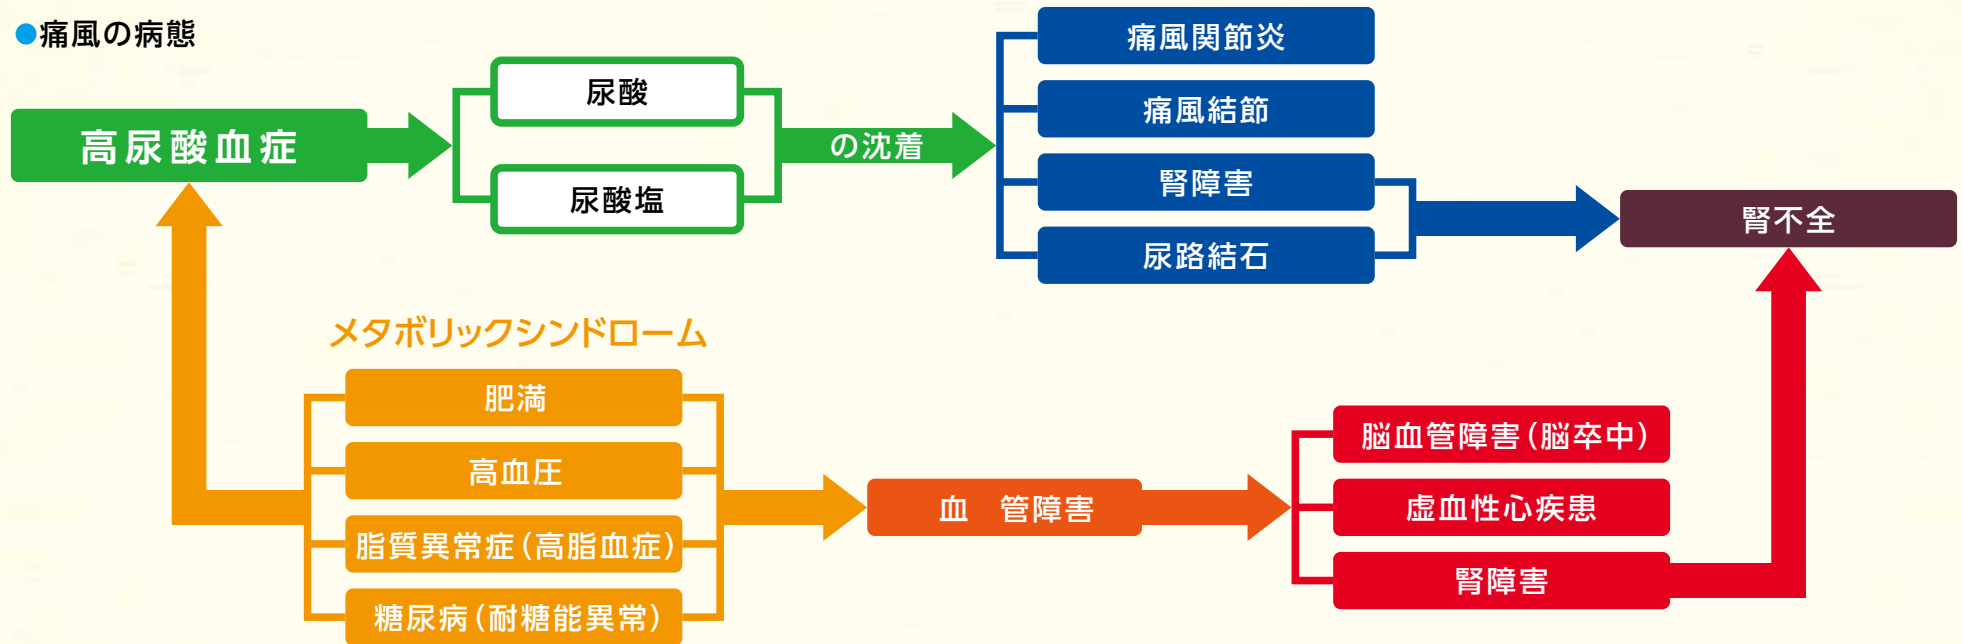 ●痛風の病態
高尿酸血症
尿酸
尿酸塩
の沈着
痛風関節炎
痛風結節
腎障害
尿路結石
腎不全
メタボリックシンドローム
肥満
高血圧
脂質異常症(高脂血症)
糖尿病(耐糖能異常)
血　管障害
脳血管障害(脳卒中)
虚血性心疾患
腎障害